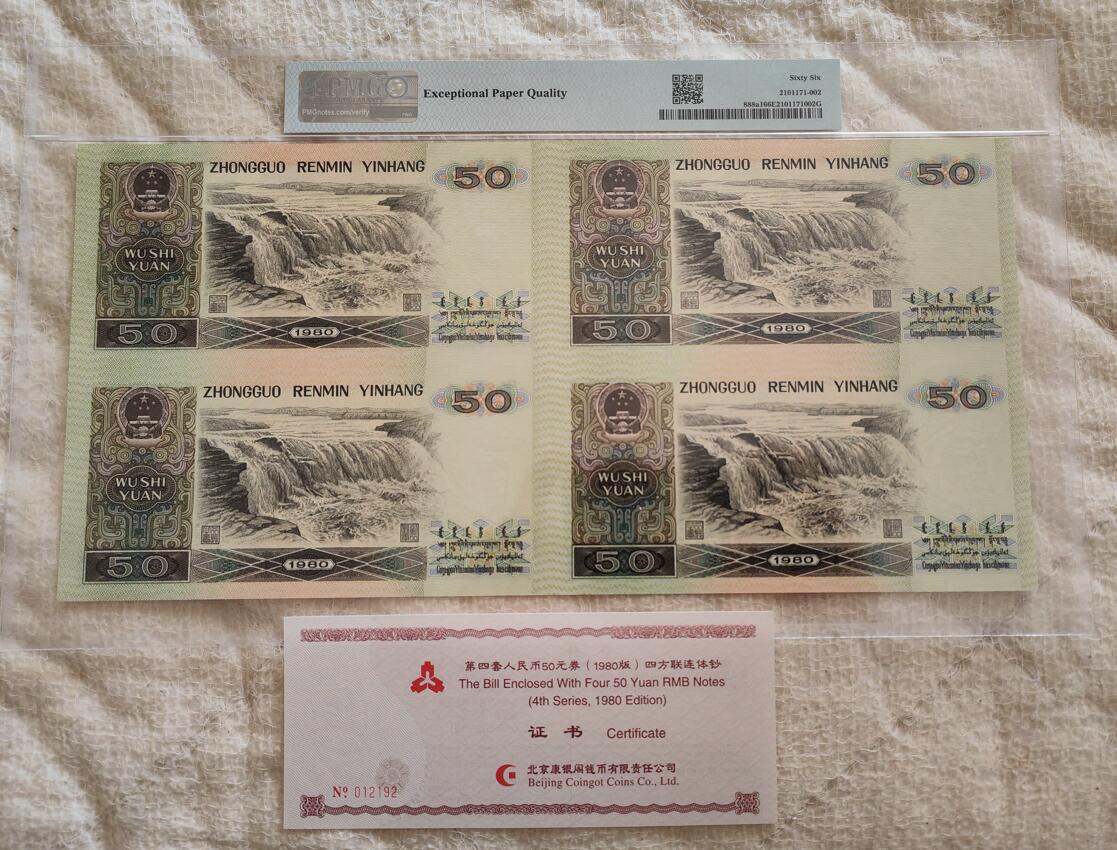 PMG
PMGnotes.com/verify
Exceptional Paper Quality
Sixty Six
2101171-002
888a166E2101171002G
ZHONGGUO RENMIN YINHANG
50
WU SHI
YUAN
50
1980
ZHONGGUO RENMIN YINHANG
50
WU SHI
YUAN
50
1980
ZHONGGUO RENMIN YINHANG
50
WU SHI
YUAN
50
1980
ZHONGGUO RENMIN YINHANG
50
WU SHI
YUAN
50
1980
第四套人民币50元券（1980版）四方联连体钞
The Bill Enclosed With Four 50 Yuan RMB Notes
(4th Series, 1980 Edition)
证书 Certificate
北京康银阁钱币有限责任公司
Beijing Coingot Coins Co., Ltd.
№ 012192